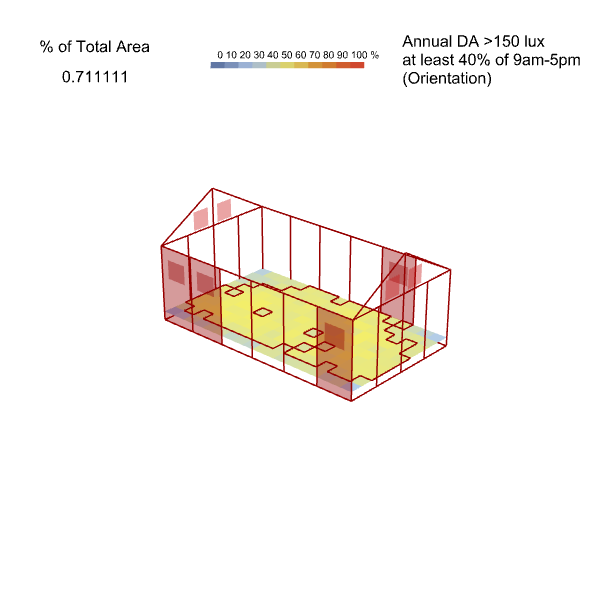 % of Total Area
0.711111
0 10 20 30 40 50 60 70 80 90 100 %
Annual DA >150 lux
at least 40% of 9am-5pm
(Orientation)